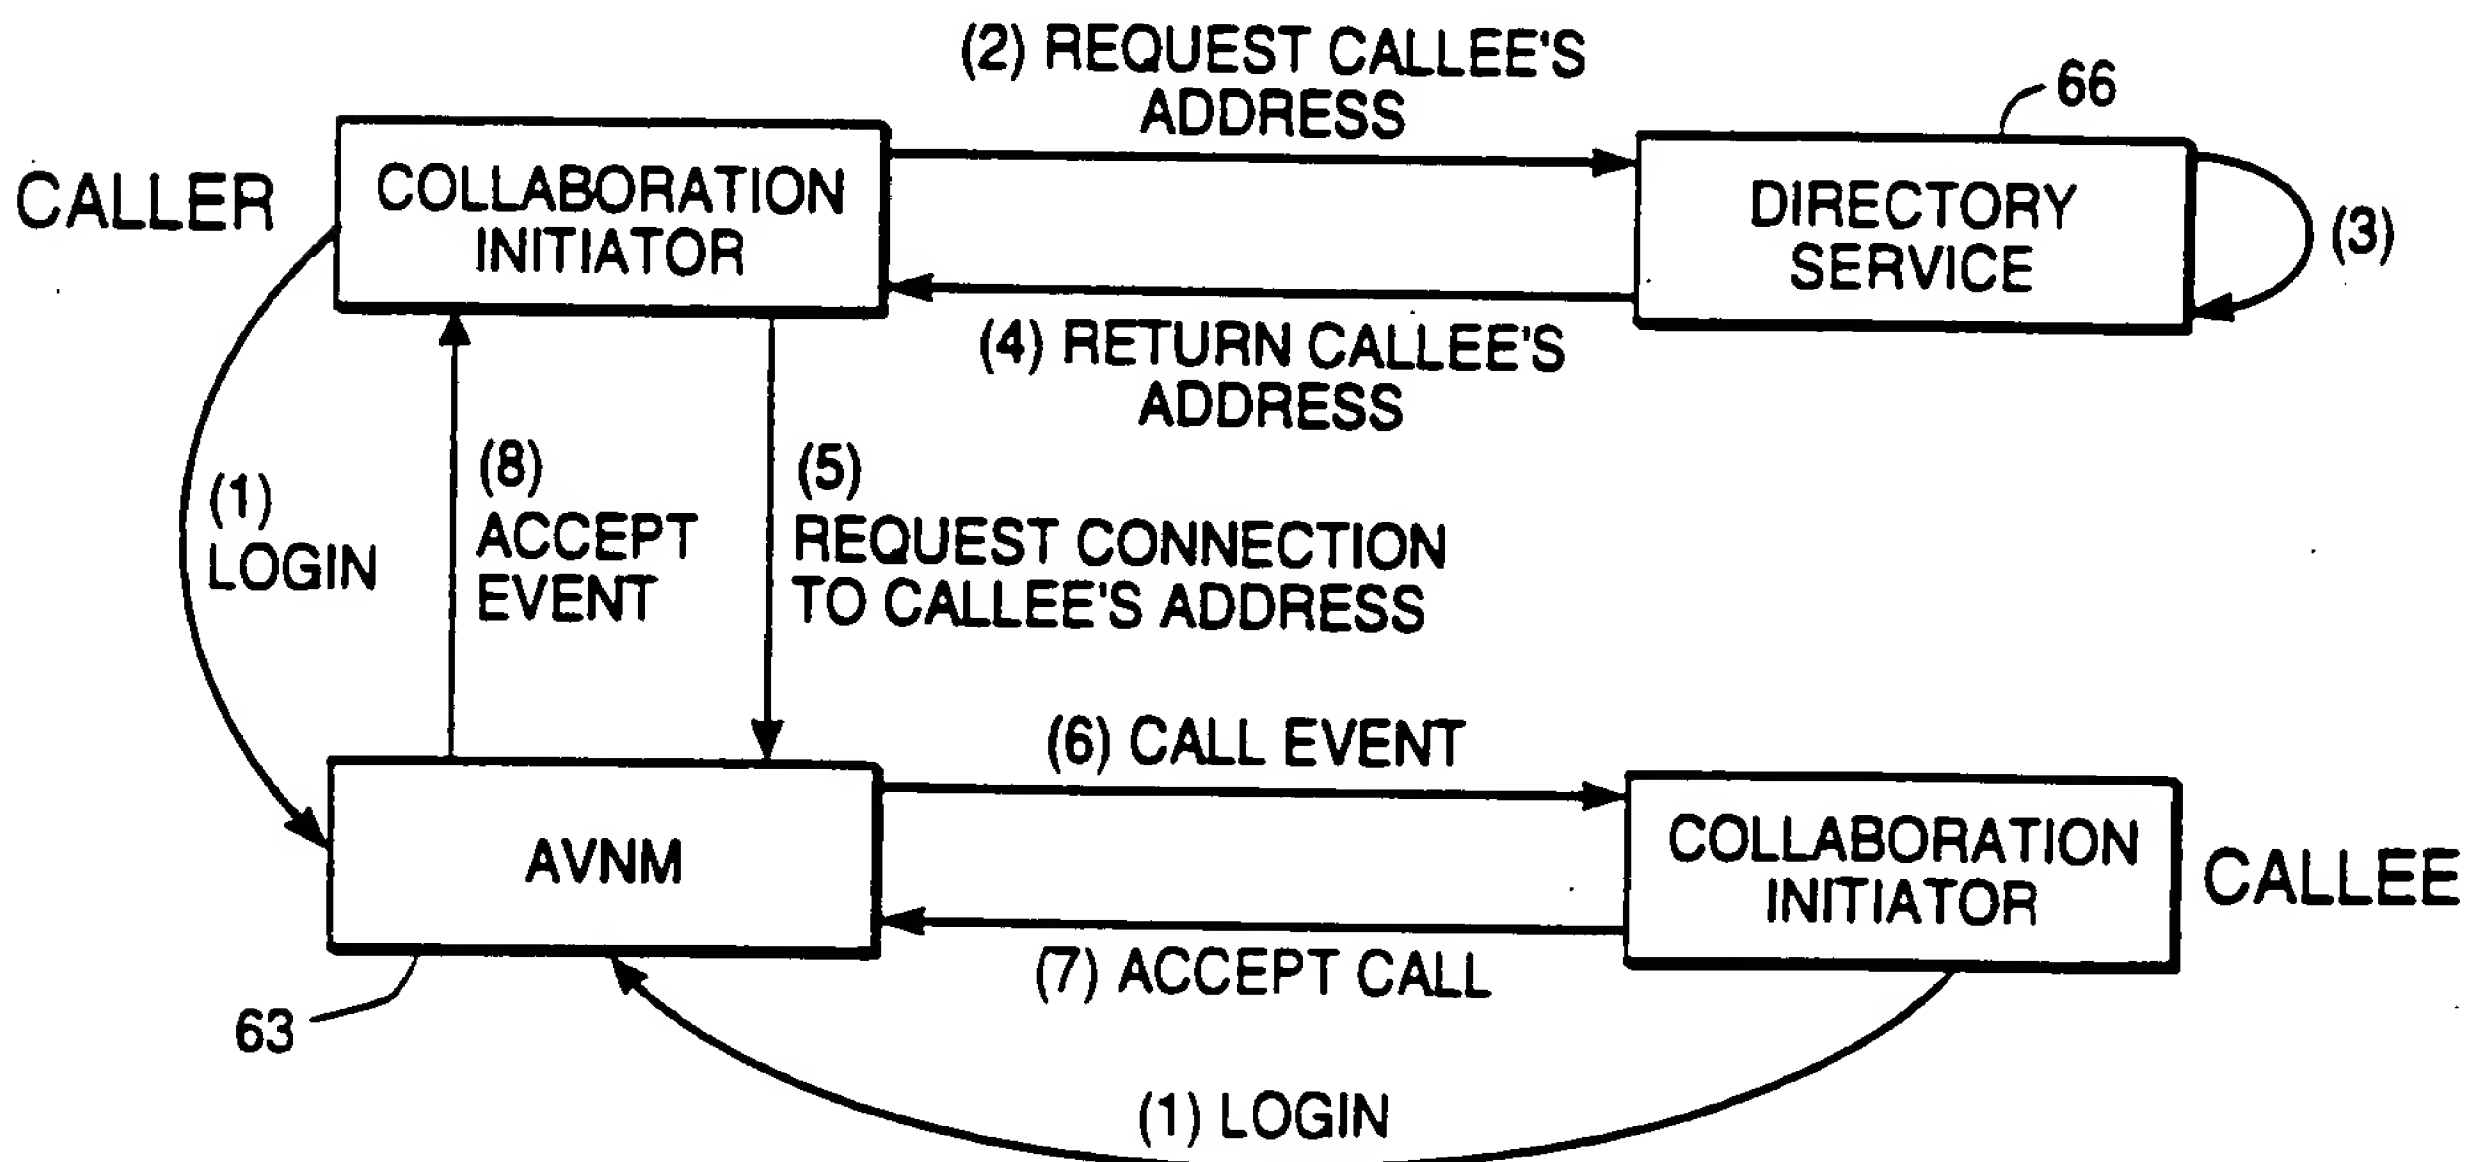 (2) REQUEST CALLEE'S
ADDRESS
66
CALLER
COLLABORATION
INITIATOR
DIRECTORY
SERVICE
(3)
(4) RETURN CALLEE'S
ADDRESS
(1)
LOGIN
(8)
ACCEPT
EVENT
(5)
REQUEST CONNECTION
TO CALLEE'S ADDRESS
(6) CALL EVENT
AVNM
COLLABORATION
INITIATOR
CALLEE
(7) ACCEPT CALL
63
(1) LOGIN